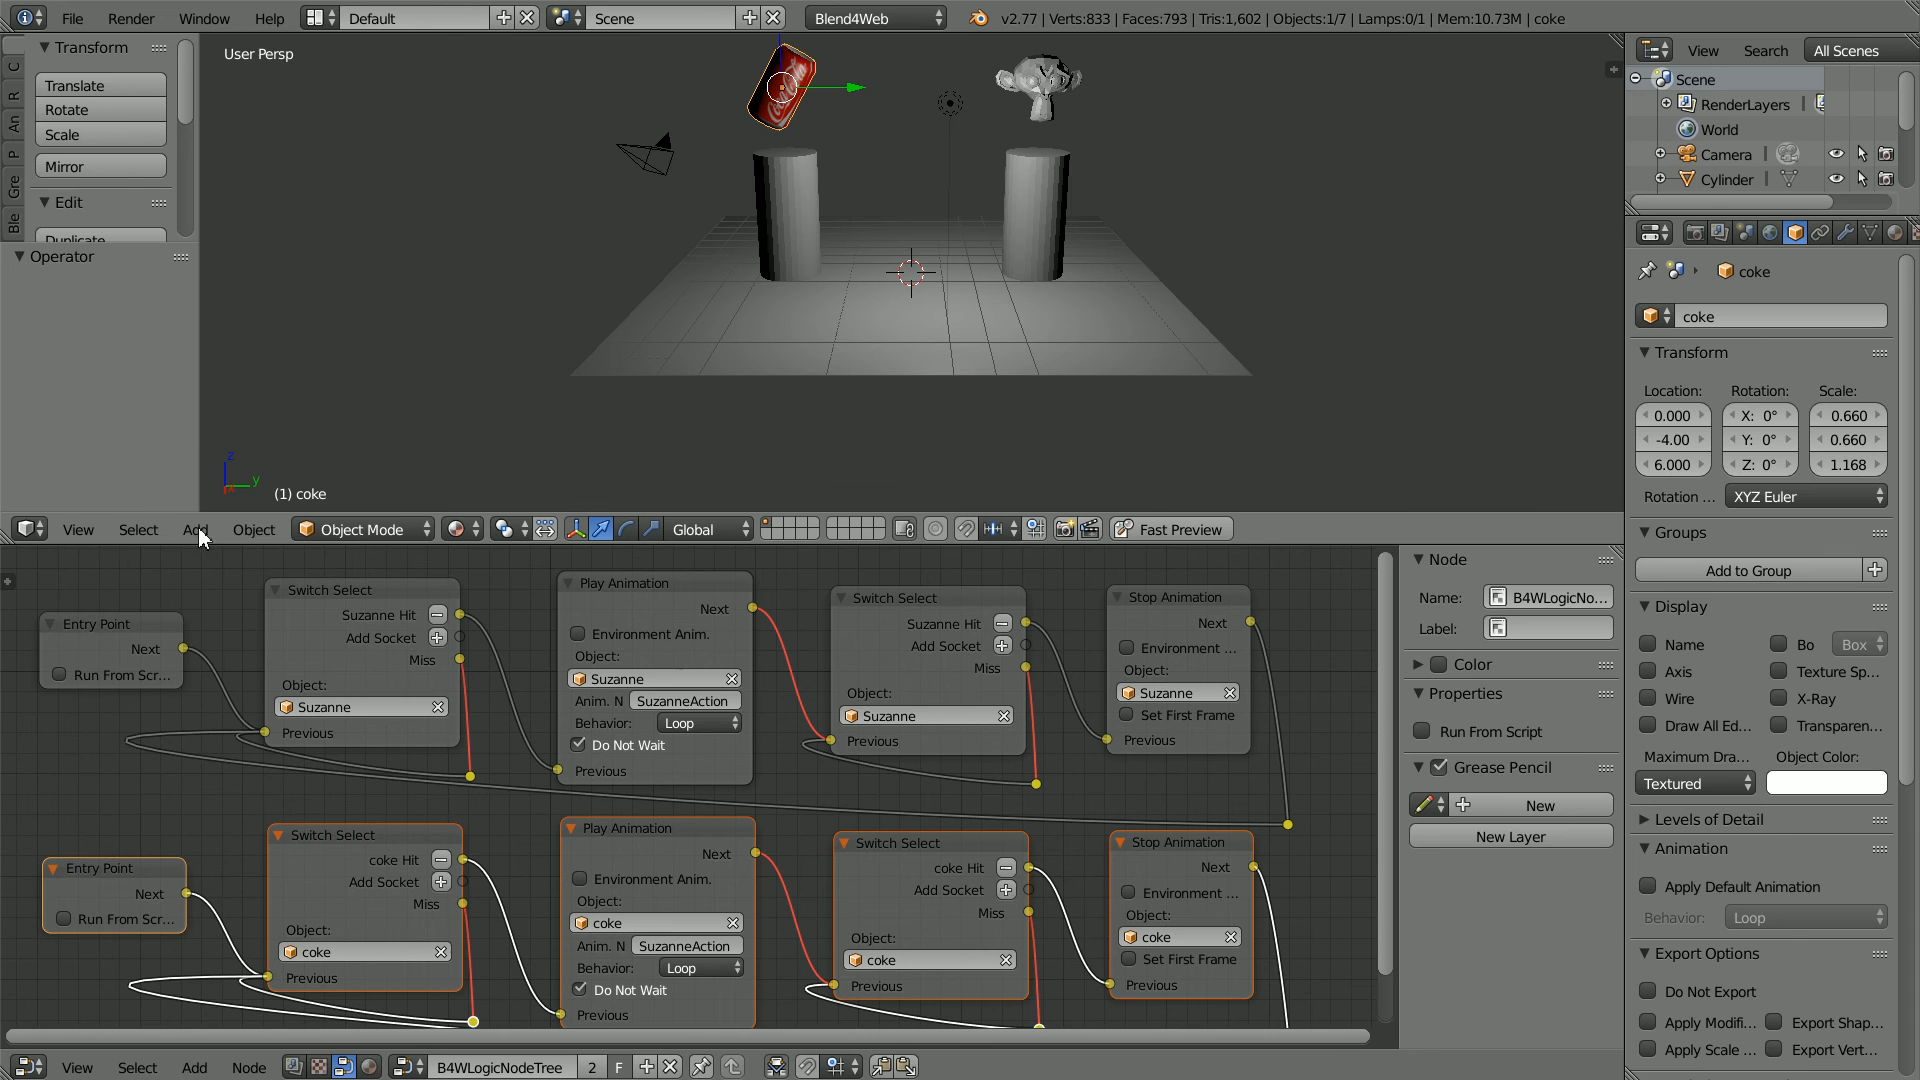 File Render Window Help Default Scene Blend4Web v2.77 | Verts:833 | Faces:793 | Tris:1,602 | Objects:1/7 | Lamps:0/1 | Mem:10.73M | coke
Transform
Translate
Rotate
Scale
Mirror
Edit
Duplicate
Operator
C
R
An
P
Gre
Ble
User Persp
Coca-Cola
z
y
x
(1) coke
View Search All Scenes
Scene
RenderLayers
World
Camera
Cylinder
coke
coke
Transform
Location: Rotation: Scale:
0.000 X: 0° 0.660
-4.00 Y: 0° 0.660
6.000 Z: 0° 1.168
Rotation ... XYZ Euler
Groups
Add to Group
Display
Name Bo Box
Axis Texture Sp...
Wire X-Ray
Draw All Ed... Transparen...
Maximum Dra... Object Color:
Textured
Levels of Detail
Animation
Apply Default Animation
Behavior: Loop
Export Options
Do Not Export
Apply Modifi... Export Shap...
Apply Scale ... Export Vert...
View Select Add Object Object Mode Global Fast Preview
Entry Point
Next
Run From Scr...
Switch Select
Suzanne Hit
Add Socket
Miss
Object:
Suzanne
Previous
Play Animation
Next
Environment Anim.
Object:
Suzanne
Anim. N SuzanneAction
Behavior: Loop
Do Not Wait
Previous
Switch Select
Suzanne Hit
Add Socket
Miss
Object:
Suzanne
Previous
Stop Animation
Next
Environment ...
Object:
Suzanne
Set First Frame
Previous
Entry Point
Next
Run From Scr...
Switch Select
coke Hit
Add Socket
Miss
Object:
coke
Previous
Play Animation
Next
Environment Anim.
Object:
coke
Anim. N SuzanneAction
Behavior: Loop
Do Not Wait
Previous
Switch Select
coke Hit
Add Socket
Miss
Object:
coke
Previous
Stop Animation
Next
Environment ...
Object:
coke
Set First Frame
Previous
Node
Name: B4WLogicNo...
Label:
Color
Properties
Run From Script
Grease Pencil
New
New Layer
View Select Add Node B4WLogicNodeTree 2 F